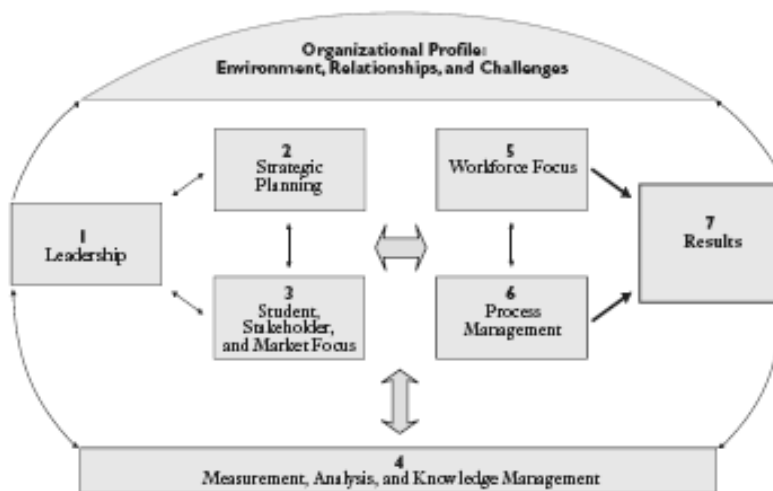 Organizational Profile:
Environment, Relationships, and Challenges
2
Strategic
Planning
5
Workforce Focus
1
Leadership
7
Results
3
Student,
Stakeholder,
and Market Focus
6
Process
Management
4
Measurement, Analysis, and Knowledge Management